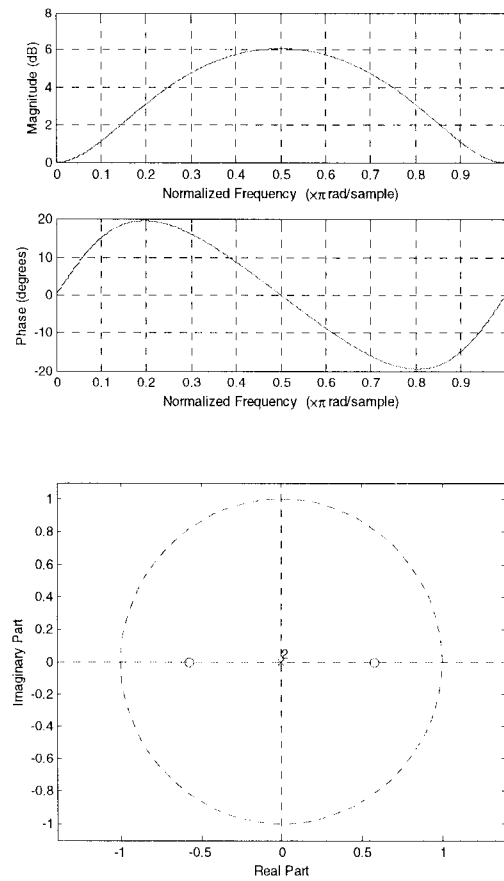 8
6
4
2
0
Magnitude (dB)
0 0.1 0.2 0.3 0.4 0.5 0.6 0.7 0.8 0.9
Normalized Frequency (×π rad/sample)
20
10
0
-10
-20
Phase (degrees)
0 0.1 0.2 0.3 0.4 0.5 0.6 0.7 0.8 0.9
Normalized Frequency (×π rad/sample)
1
0.8
0.6
0.4
0.2
0
-0.2
-0.4
-0.6
-0.8
-1
Imaginary Part
2
-1 -0.5 0 0.5 1
Real Part